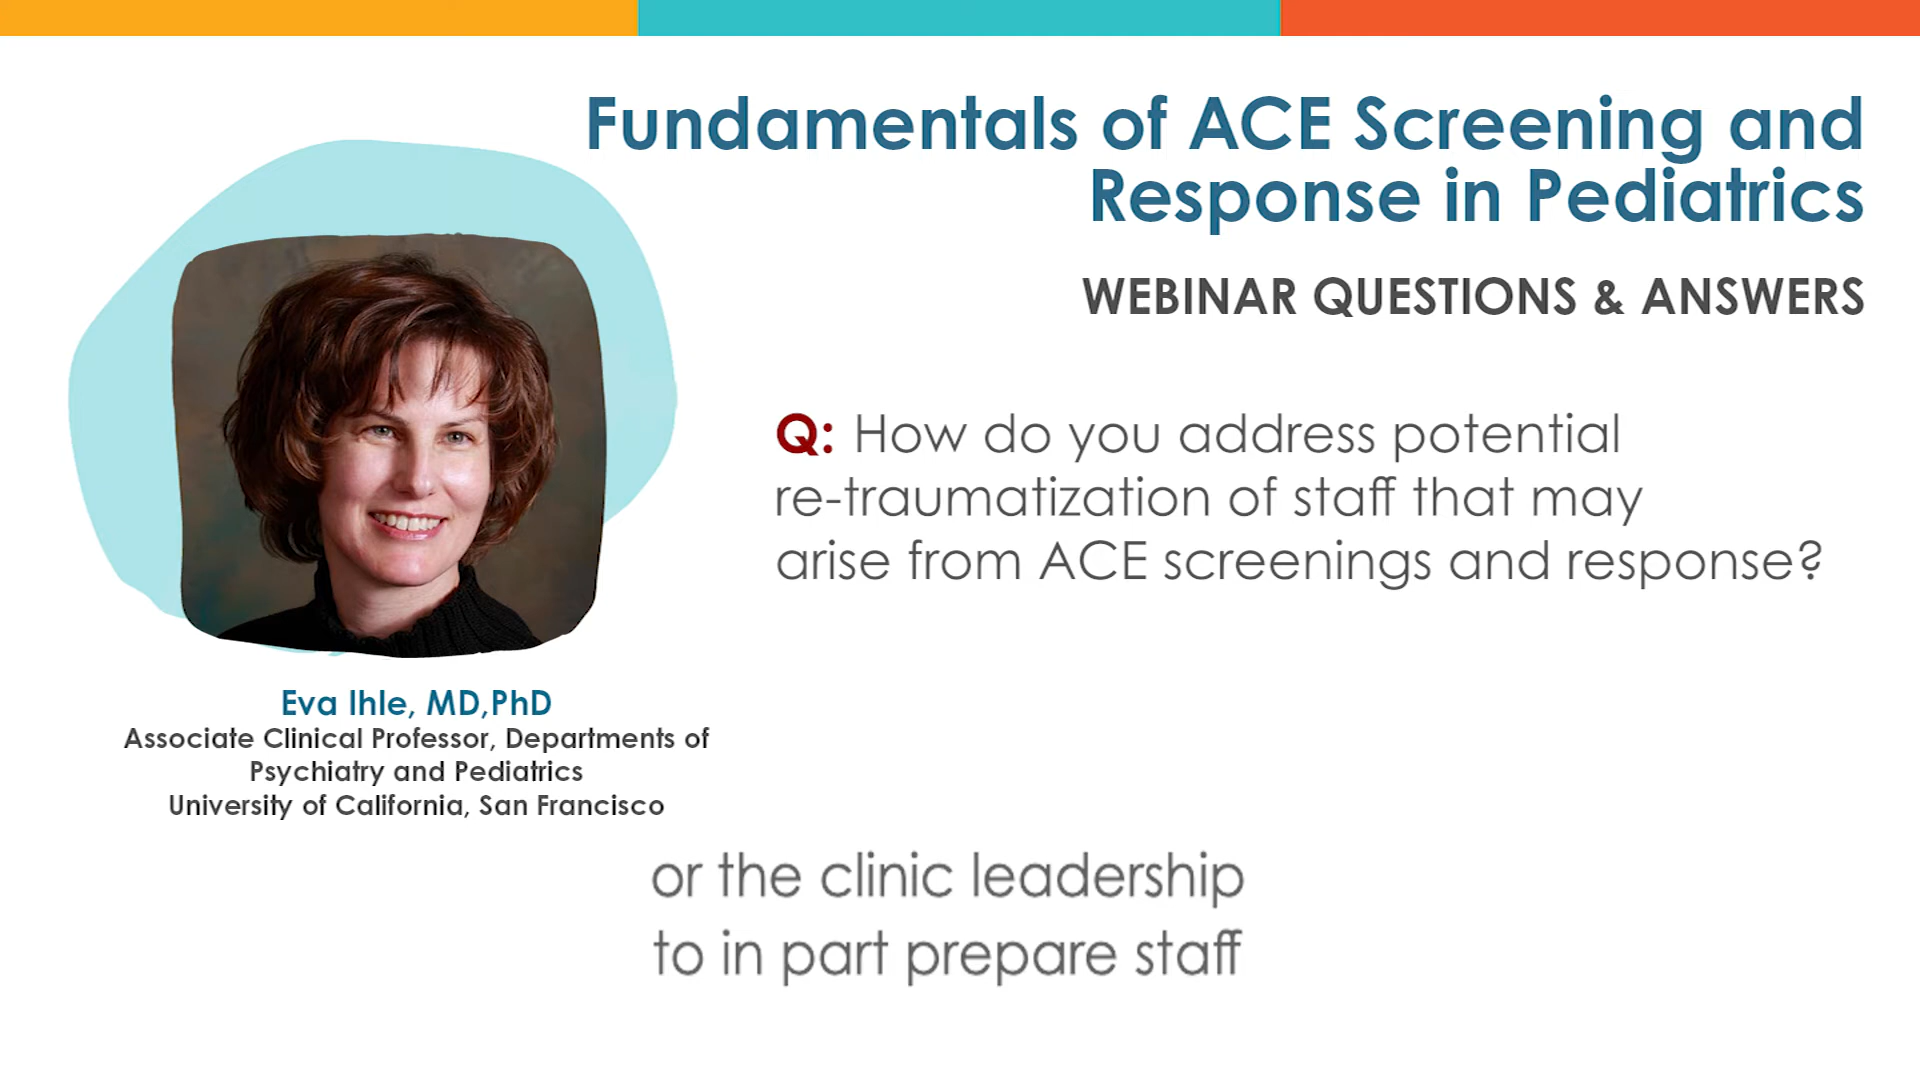 Fundamentals of ACE Screening and
Response in Pediatrics
WEBINAR QUESTIONS & ANSWERS
Q: How do you address potential
re-traumatization of staff that may
arise from ACE screenings and response?
Eva Ihle, MD,PhD
Associate Clinical Professor, Departments of
Psychiatry and Pediatrics
University of California, San Francisco
or the clinic leadership
to in part prepare staff